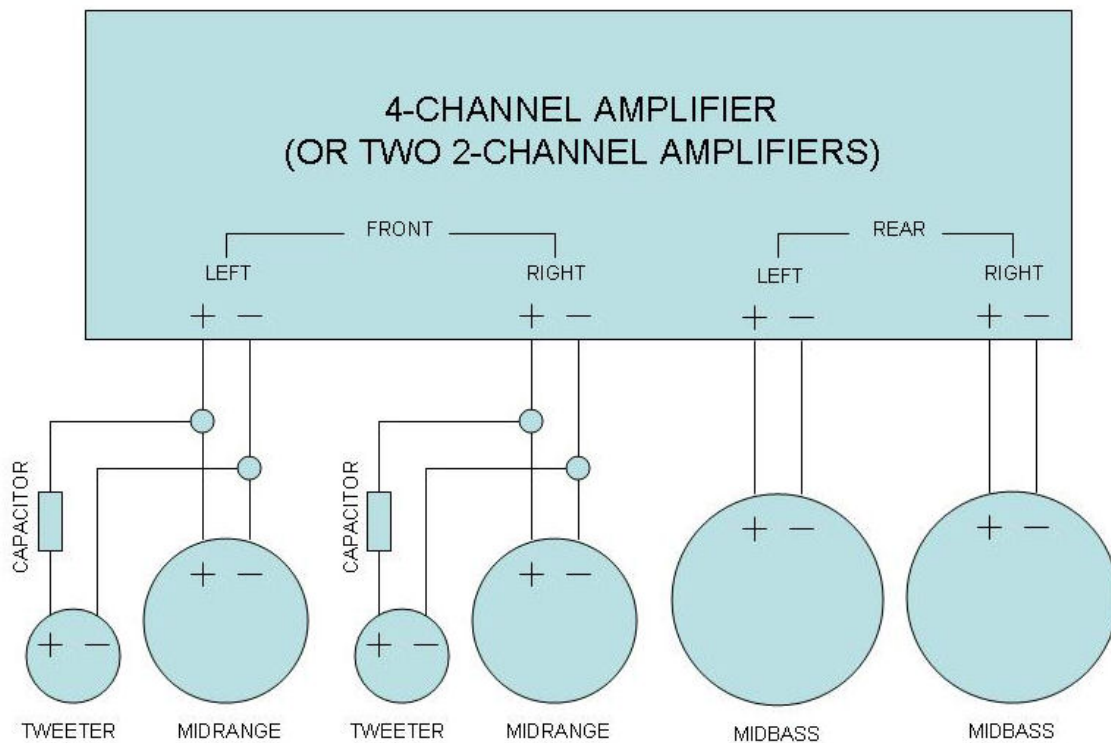 4-CHANNEL AMPLIFIER
(OR TWO 2-CHANNEL AMPLIFIERS)
FRONT
REAR
LEFT
RIGHT
LEFT
RIGHT
+ − + − + − + −
CAPACITOR
CAPACITOR
+ − + −
+ − + −
+ − + −
TWEETER
MIDRANGE
TWEETER
MIDRANGE
MIDBASS
MIDBASS